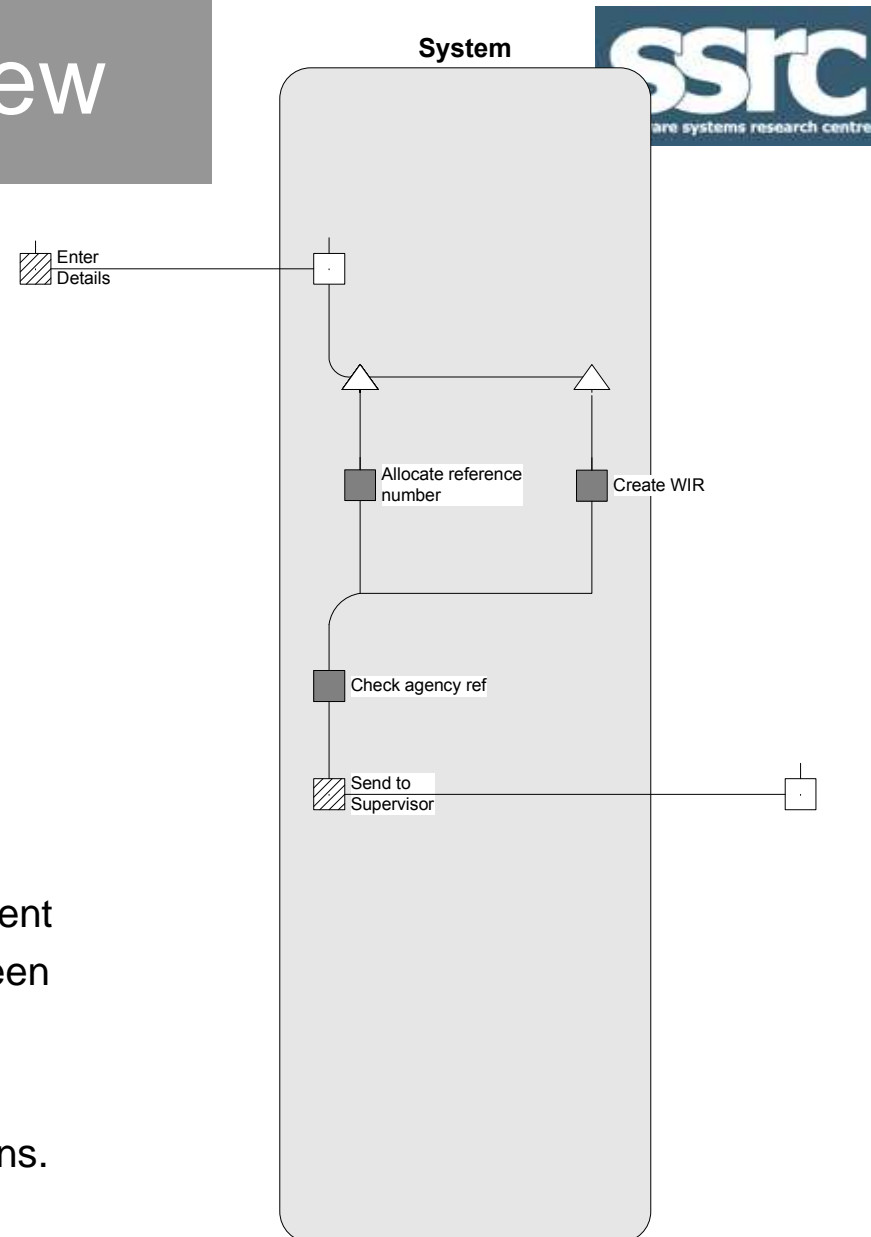 ew
System
ssrc
are systems research centre
Enter
Details
Allocate reference
number
Create WIR
Check agency ref
Send to
Supervisor
ent
een
ns.